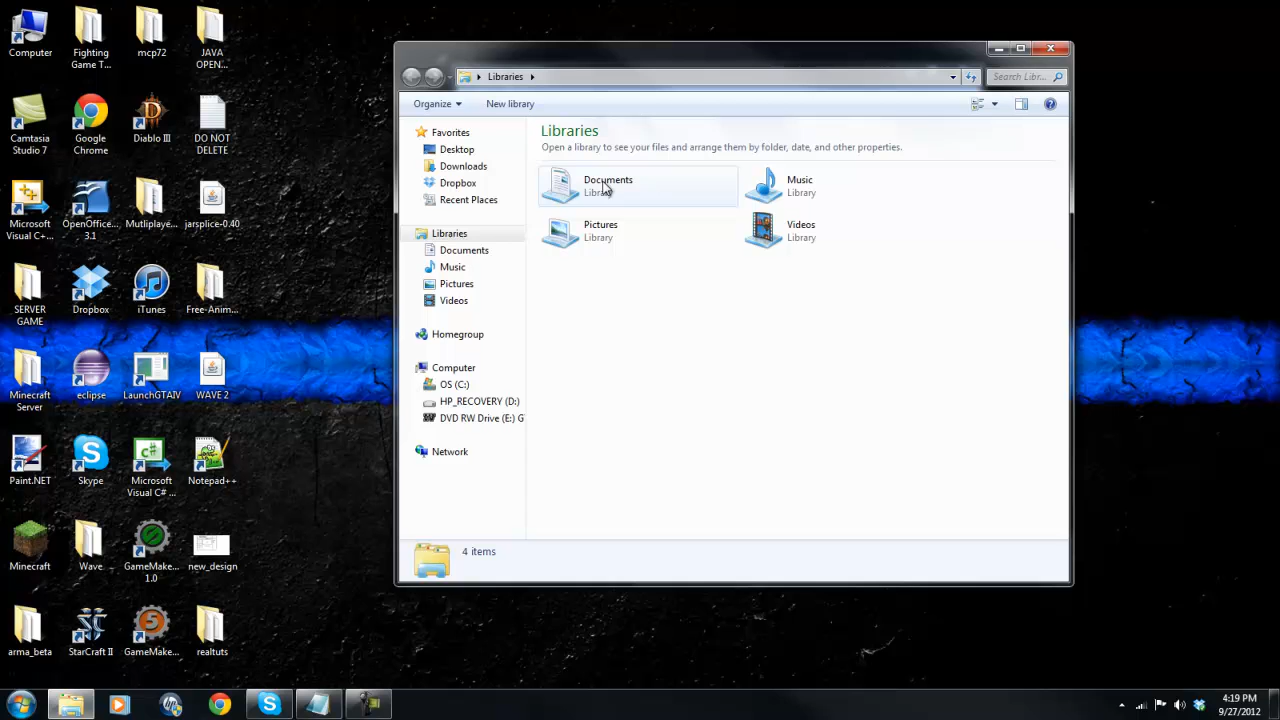 Computer
Fighting Game T...
mcp72
JAVA OPEN...
Camtasia Studio 7
Google Chrome
Diablo III
DO NOT DELETE
Microsoft Visual C+...
OpenOffice... 3.1
Mutliplaye...
jarsplice-0.40
SERVER GAME
Dropbox
iTunes
Free-Anim...
Minecraft Server
eclipse
LaunchGTAIV
WAVE 2
Paint.NET
Skype
Microsoft Visual C# ...
Notepad++
Minecraft
Wave
GameMake... 1.0
new_design
arma_beta
StarCraft II
GameMake...
realtuts
Libraries
Search Libr...
Organize
New library
Favorites
Desktop
Downloads
Dropbox
Recent Places
Libraries
Documents
Music
Pictures
Videos
Homegroup
Computer
OS (C:)
HP_RECOVERY (D:)
DVD RW Drive (E:) G
Network
Libraries
Open a library to see your files and arrange them by folder, date, and other properties.
Documents
Library
Music
Library
Pictures
Library
Videos
Library
4 items
4:19 PM
9/27/2012